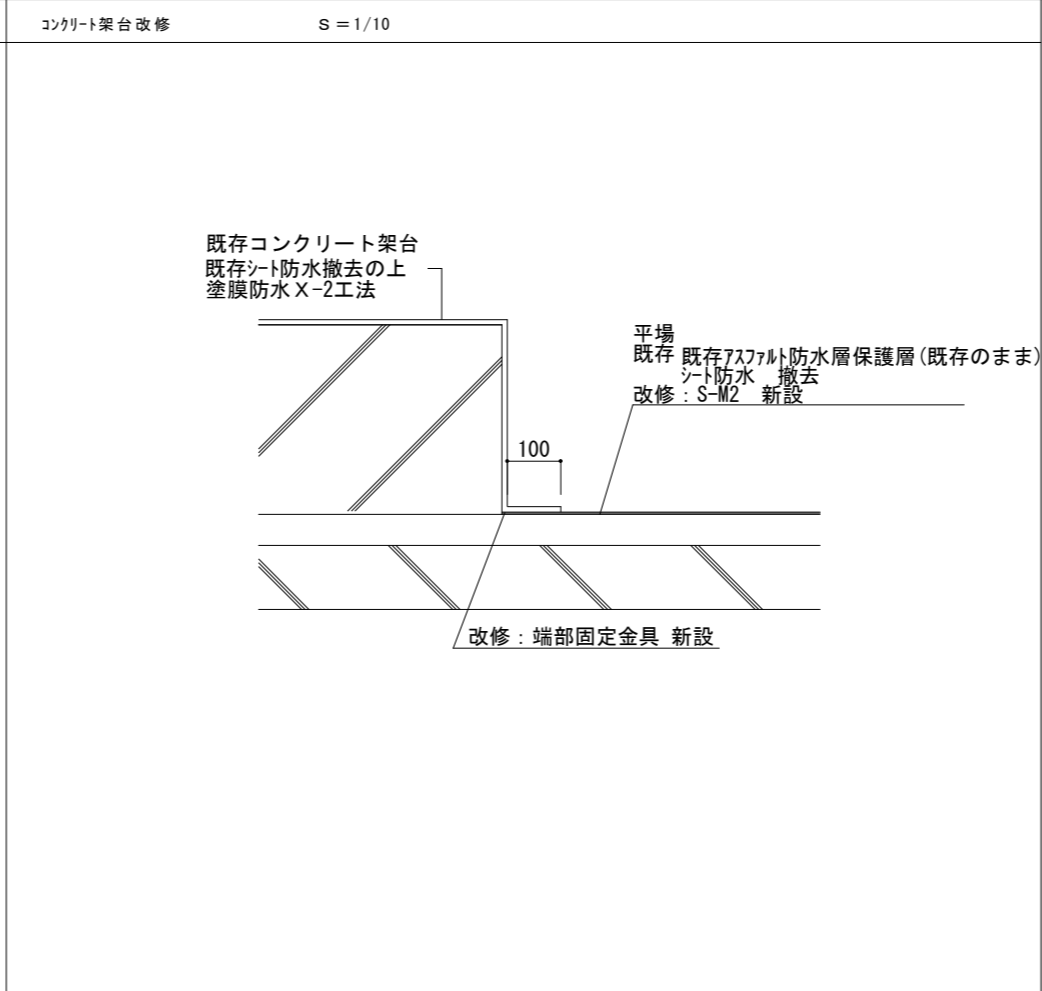 ｺﾝｸﾘｰﾄ架台改修 S＝1/10
既存コンクリート架台
既存ｼｰﾄ防水撤去の上
塗膜防水X-2工法
平場
既存 既存ｱｽﾌｧﾙﾄ防水層保護層(既存のまま)
ｼｰﾄ防水 撤去
改修：S-M2 新設
100
改修：端部固定金具 新設